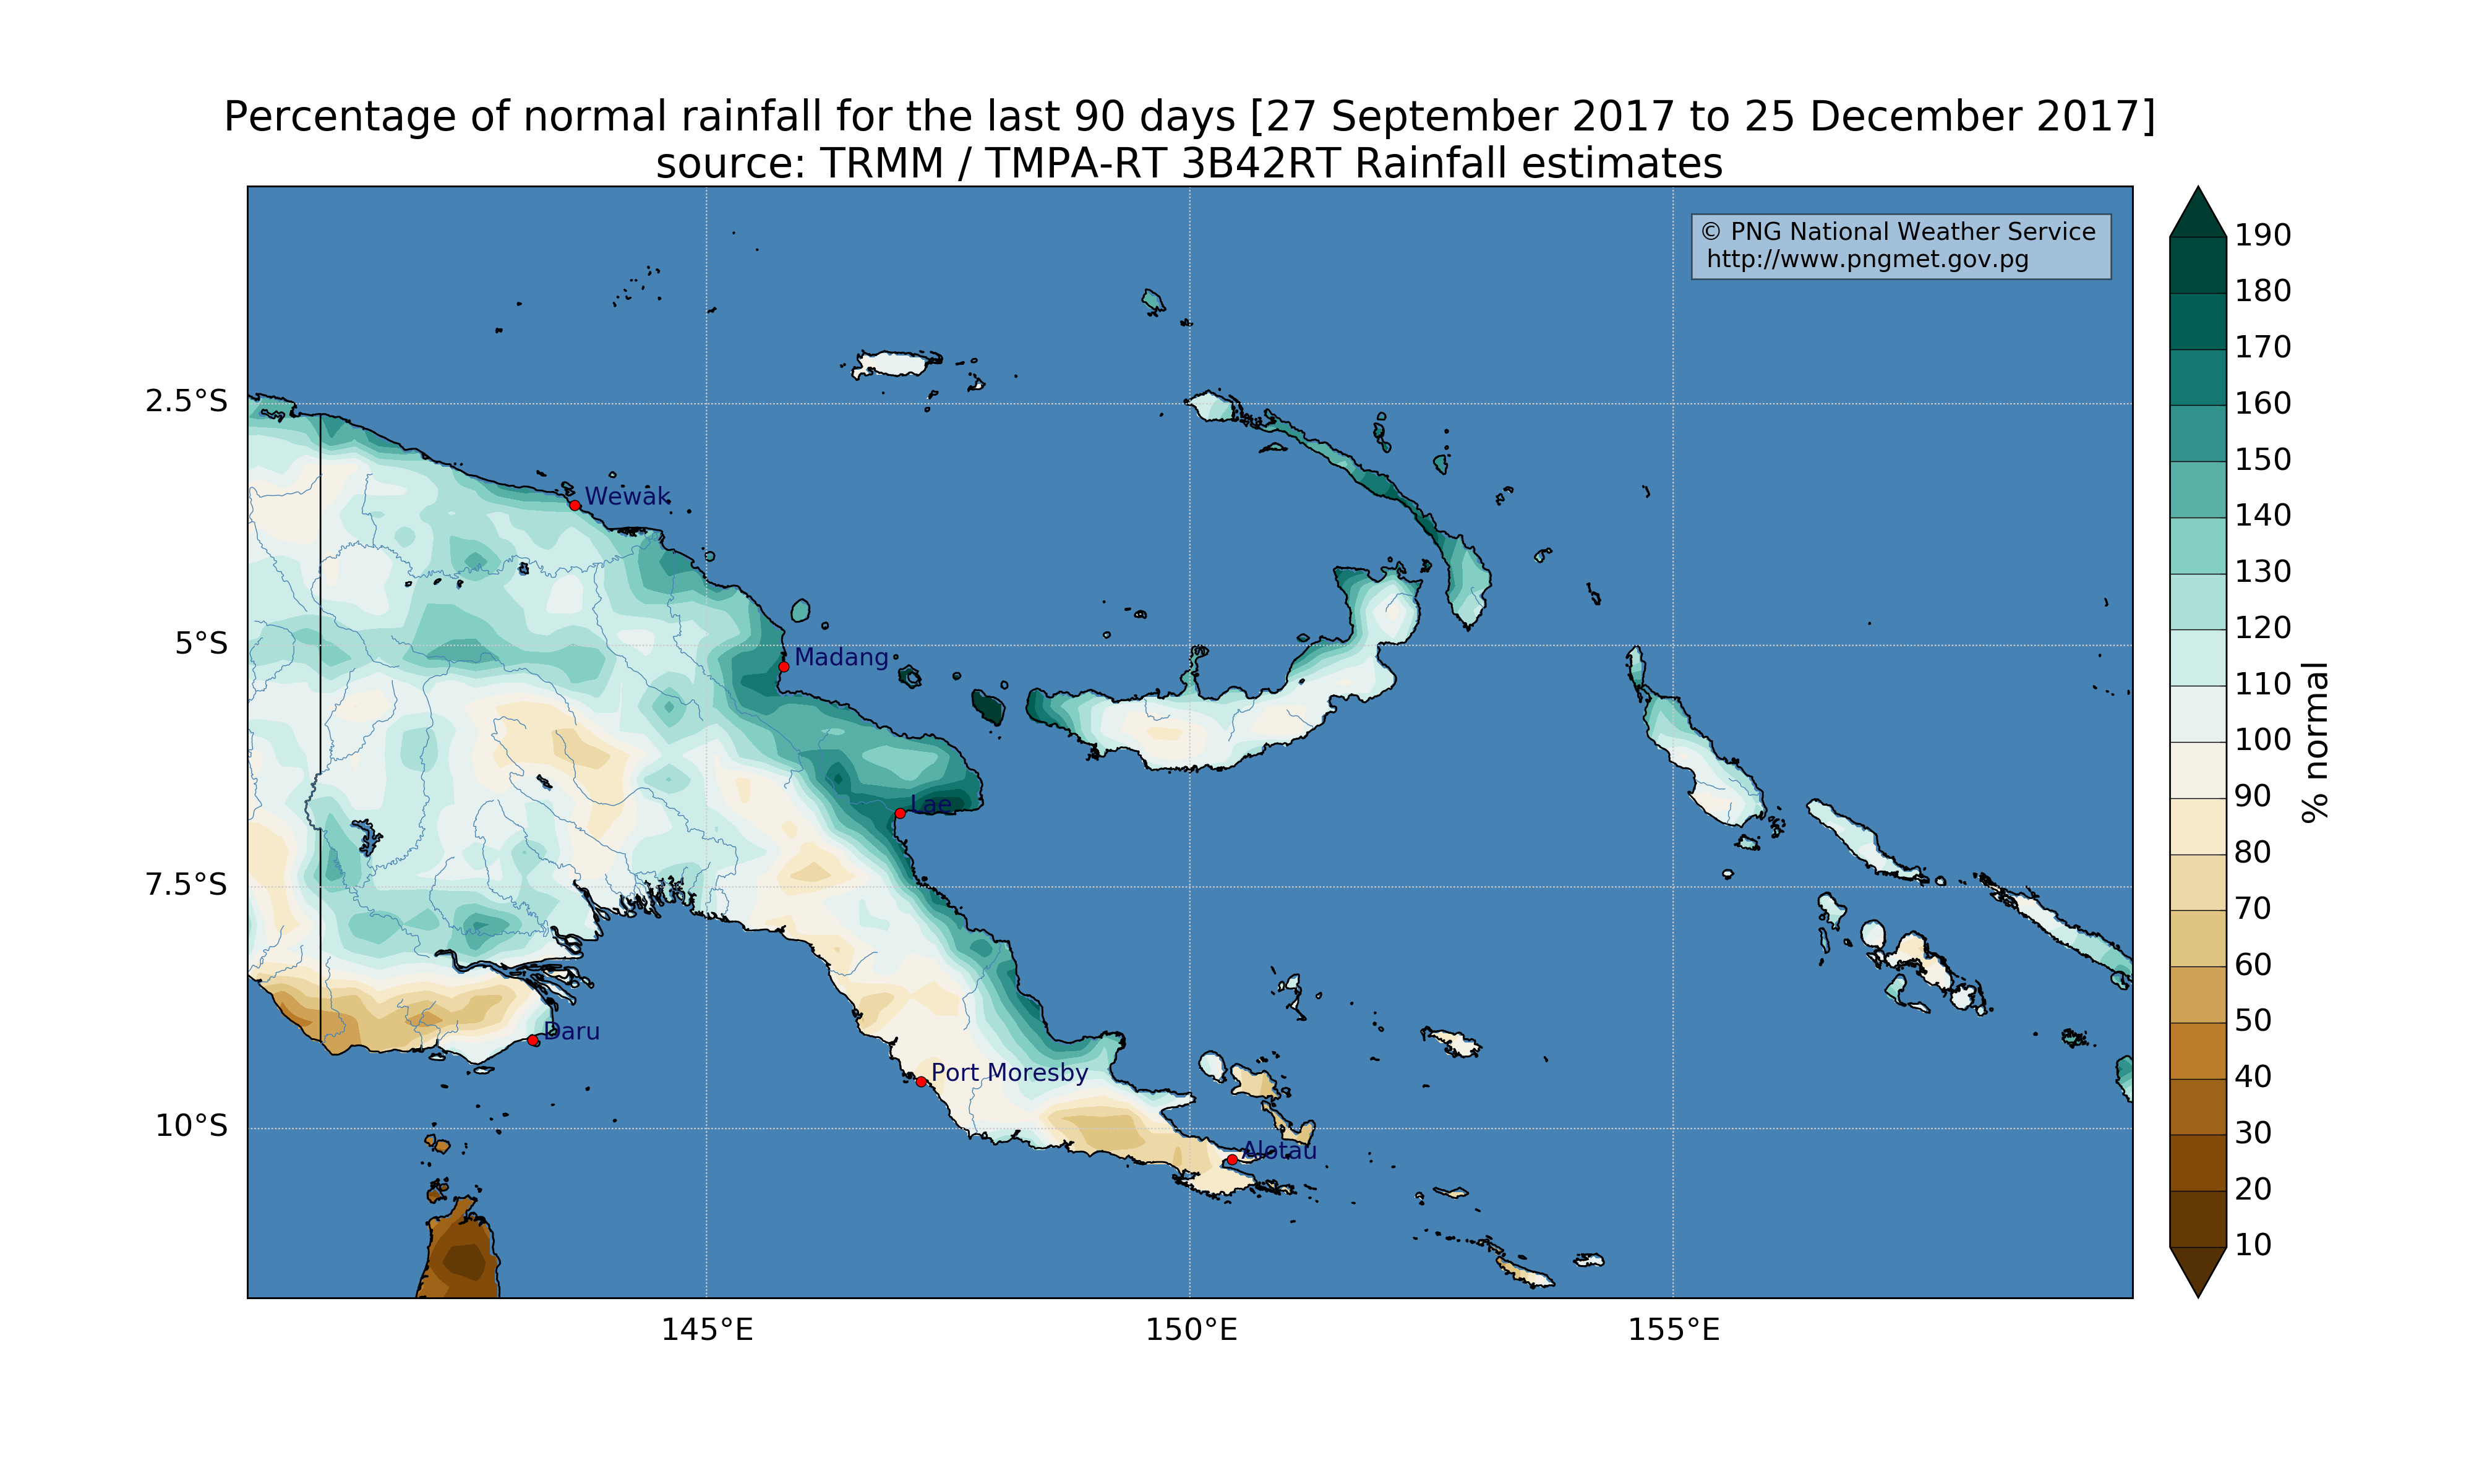 Percentage of normal rainfall for the last 90 days [27 September 2017 to 25 December 2017]
source: TRMM / TMPA-RT 3B42RT Rainfall estimates
© PNG National Weather Service
http://www.pngmet.gov.pg
2.5°S
5°S
7.5°S
10°S
Wewak
Madang
Lae
Daru
Port Moresby
Alotau
145°E
150°E
155°E
190
180
170
160
150
140
130
120
110
100
90
80
70
60
50
40
30
20
10
% normal